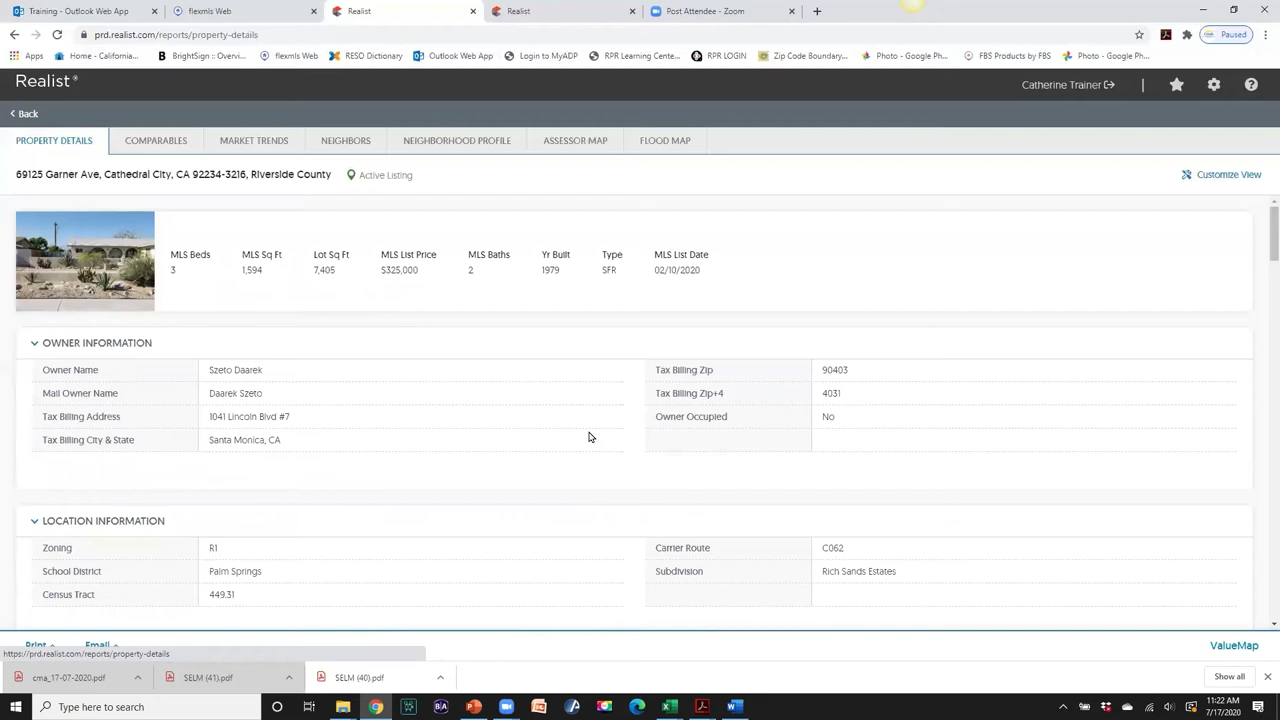 Training - Outlook Web App
flexmls Web
Realist
Realist
Post Attendee - Zoom
prd.realist.com/reports/property-details
Paused
Apps
Home - California...
BrightSign :: Overvi...
flexmls Web
RESO Dictionary
Outlook Web App
Login to MyADP
RPR Learning Cente...
RPR LOGIN
Zip Code Boundary,...
Photo - Google Ph...
FBS Products by FBS
Photo - Google Ph...
Realist ®
Catherine Trainer
Back
PROPERTY DETAILS
COMPARABLES
MARKET TRENDS
NEIGHBORS
NEIGHBORHOOD PROFILE
ASSESSOR MAP
FLOOD MAP
69125 Garner Ave, Cathedral City, CA 92234-3216, Riverside County
Active Listing
Customize View
MLS Beds MLS Sq Ft Lot Sq Ft MLS List Price MLS Baths Yr Built Type MLS List Date
3 1,594 7,405 $325,000 2 1979 SFR 02/10/2020
OWNER INFORMATION
Owner Name Szeto Daarek Tax Billing Zip 90403
Mail Owner Name Daarek Szeto Tax Billing Zip+4 4031
Tax Billing Address 1041 Lincoln Blvd #7 Owner Occupied No
Tax Billing City & State Santa Monica, CA
LOCATION INFORMATION
Zoning R1 Carrier Route C062
School District Palm Springs Subdivision Rich Sands Estates
Census Tract 449.31
Print Email ValueMap
https://prd.realist.com/reports/property-details
cma_17-07-2020.pdf
SELM (41).pdf
SELM (40).pdf
Show all
Type here to search
11:22 AM
7/17/2020